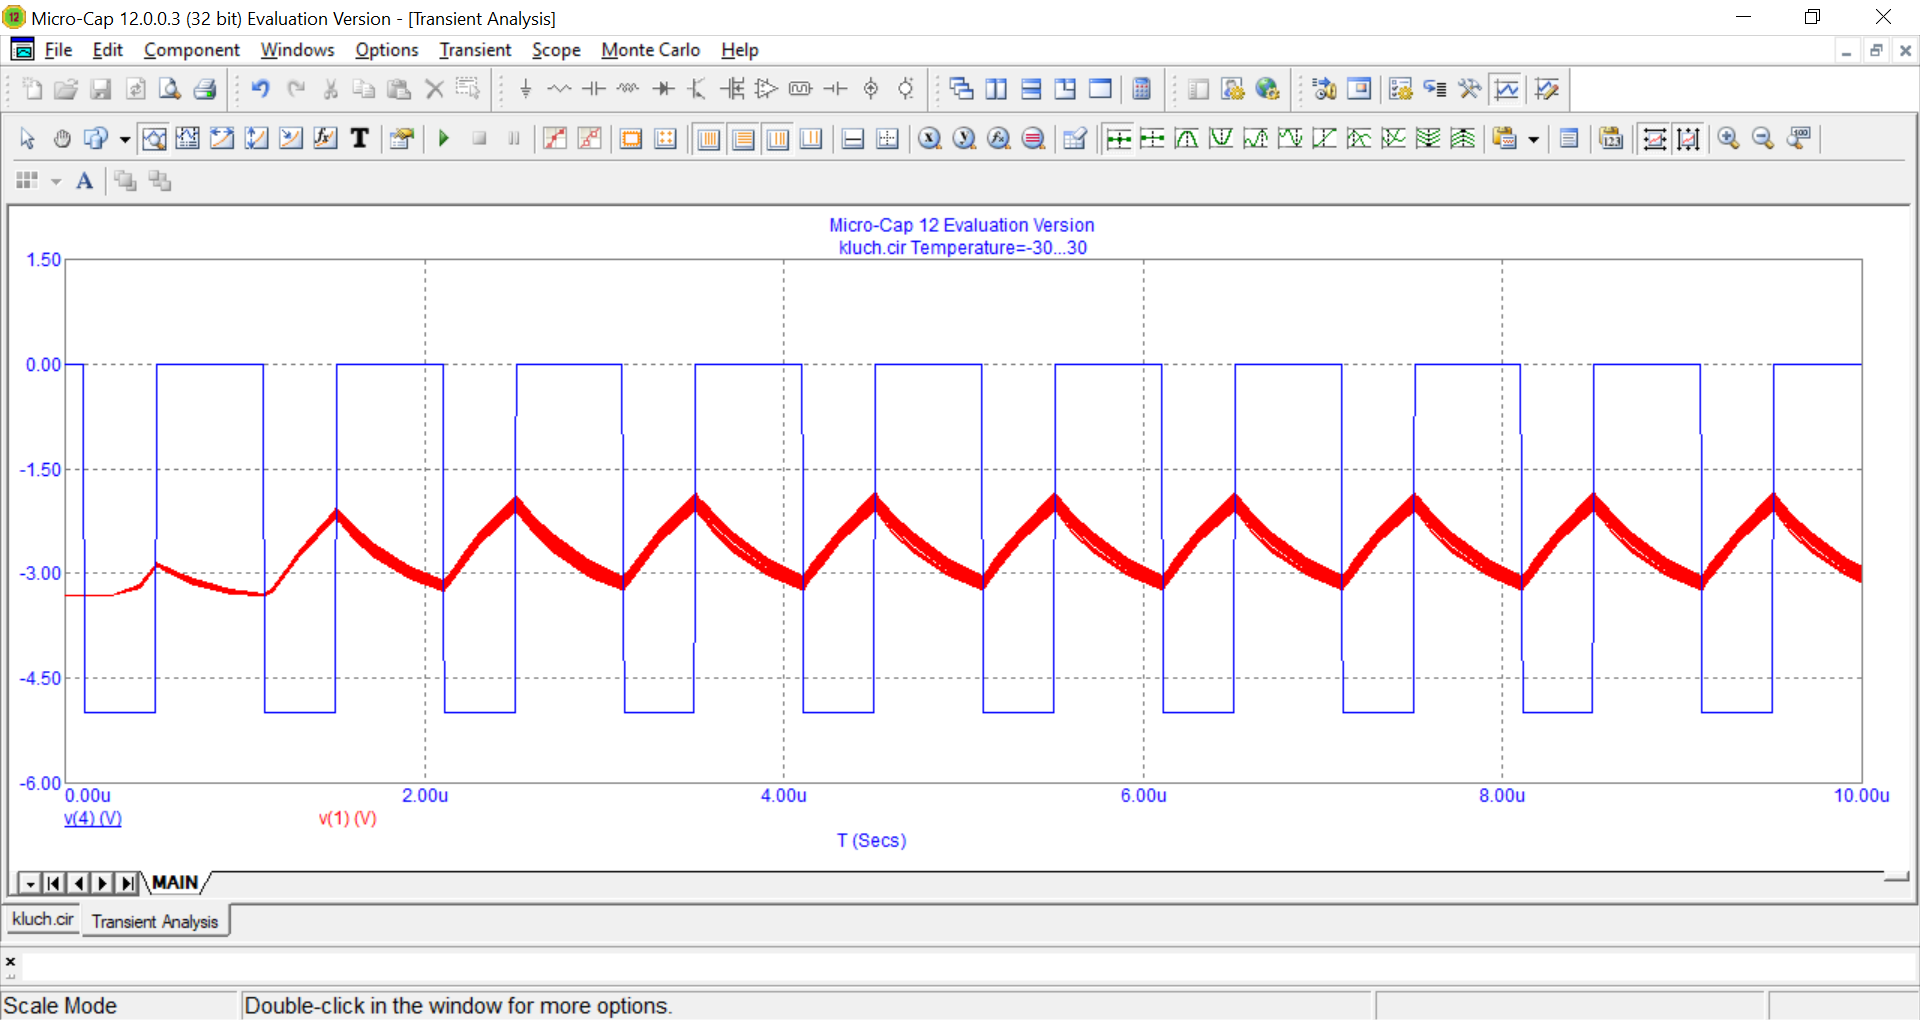 Micro-Cap 12.0.0.3 (32 bit) Evaluation Version - [Transient Analysis]
File Edit Component Windows Options Transient Scope Monte Carlo Help
Micro-Cap 12 Evaluation Version
kluch.cir Temperature=-30...30
1.50
0.00
-1.50
-3.00
-4.50
-6.00
0.00u 2.00u 4.00u 6.00u 8.00u 10.00u
v(4) (V) v(1) (V)
T (Secs)
MAIN
kluch.cir Transient Analysis
Scale Mode Double-click in the window for more options.